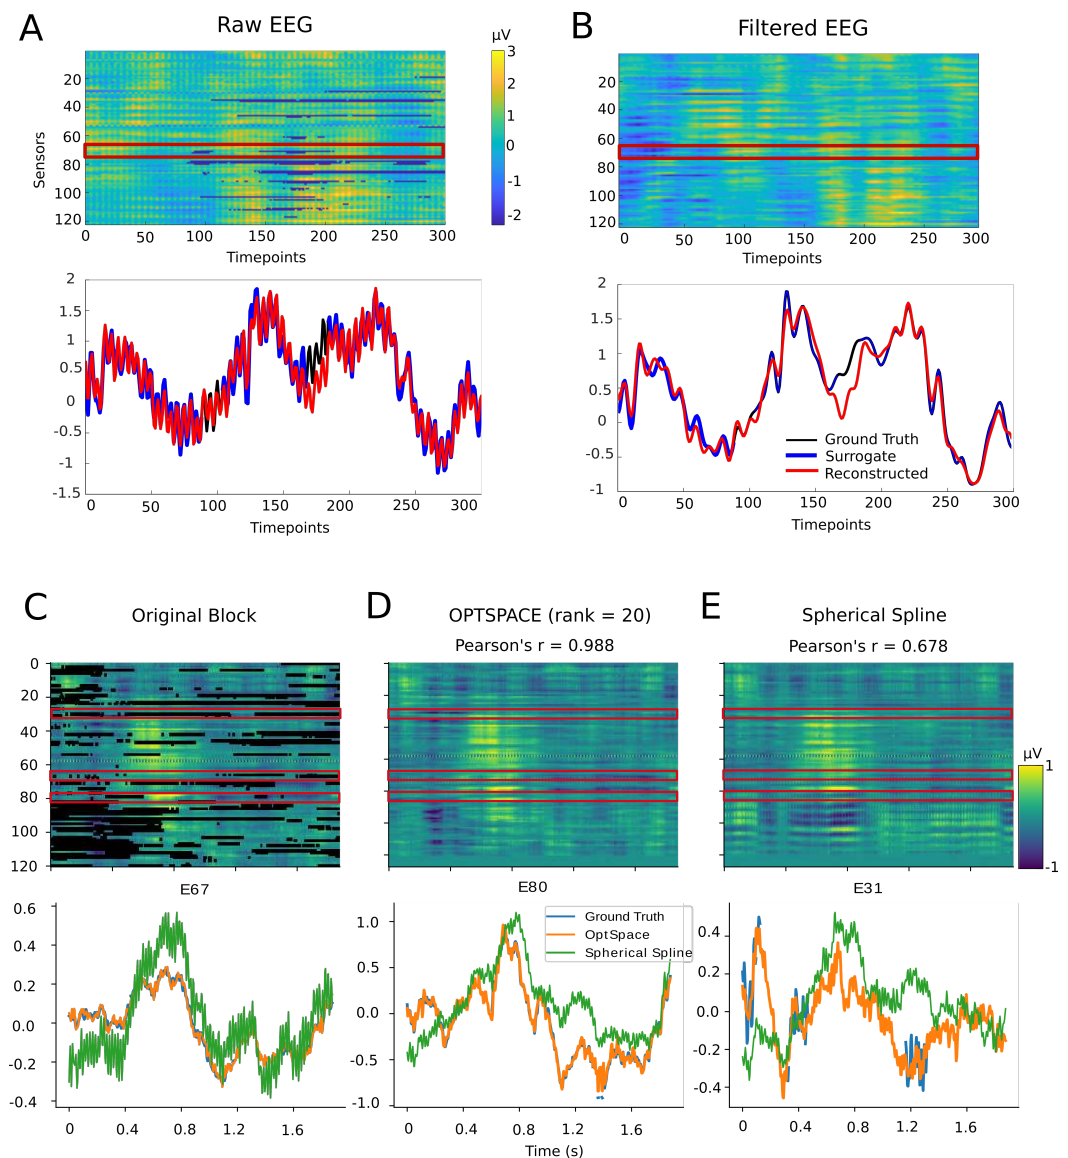 A
Raw EEG
µV
3
2
1
0
-1
-2
Sensors
20
40
60
80
100
120
0 50 100 150 200 250 300
Timepoints
2
1.5
1
0.5
0
-0.5
-1
-1.5
0 50 100 150 200 250 300
Timepoints
B
Filtered EEG
20
40
60
80
100
120
0 50 100 150 200 250 300
Timepoints
2
1.5
1
0.5
0
-0.5
-1
Ground Truth
Surrogate
Reconstructed
0 50 100 150 200 250 300
Timepoints
C
Original Block
0
20
40
60
80
100
120
D
OPTSPACE (rank = 20)
Pearson's r = 0.988
E
Spherical Spline
Pearson's r = 0.678
µV
1
-1
E67
0.6
0.4
0.2
0.0
-0.2
-0.4
0 0.4 0.8 1.2 1.6
E80
1.0
0.5
0.0
-0.5
-1.0
Ground Truth
OptSpace
Spherical Spline
0 0.4 0.8 1.2 1.6
Time (s)
E31
0.4
0.2
0.0
-0.2
-0.4
0 0.4 0.8 1.2 1.6